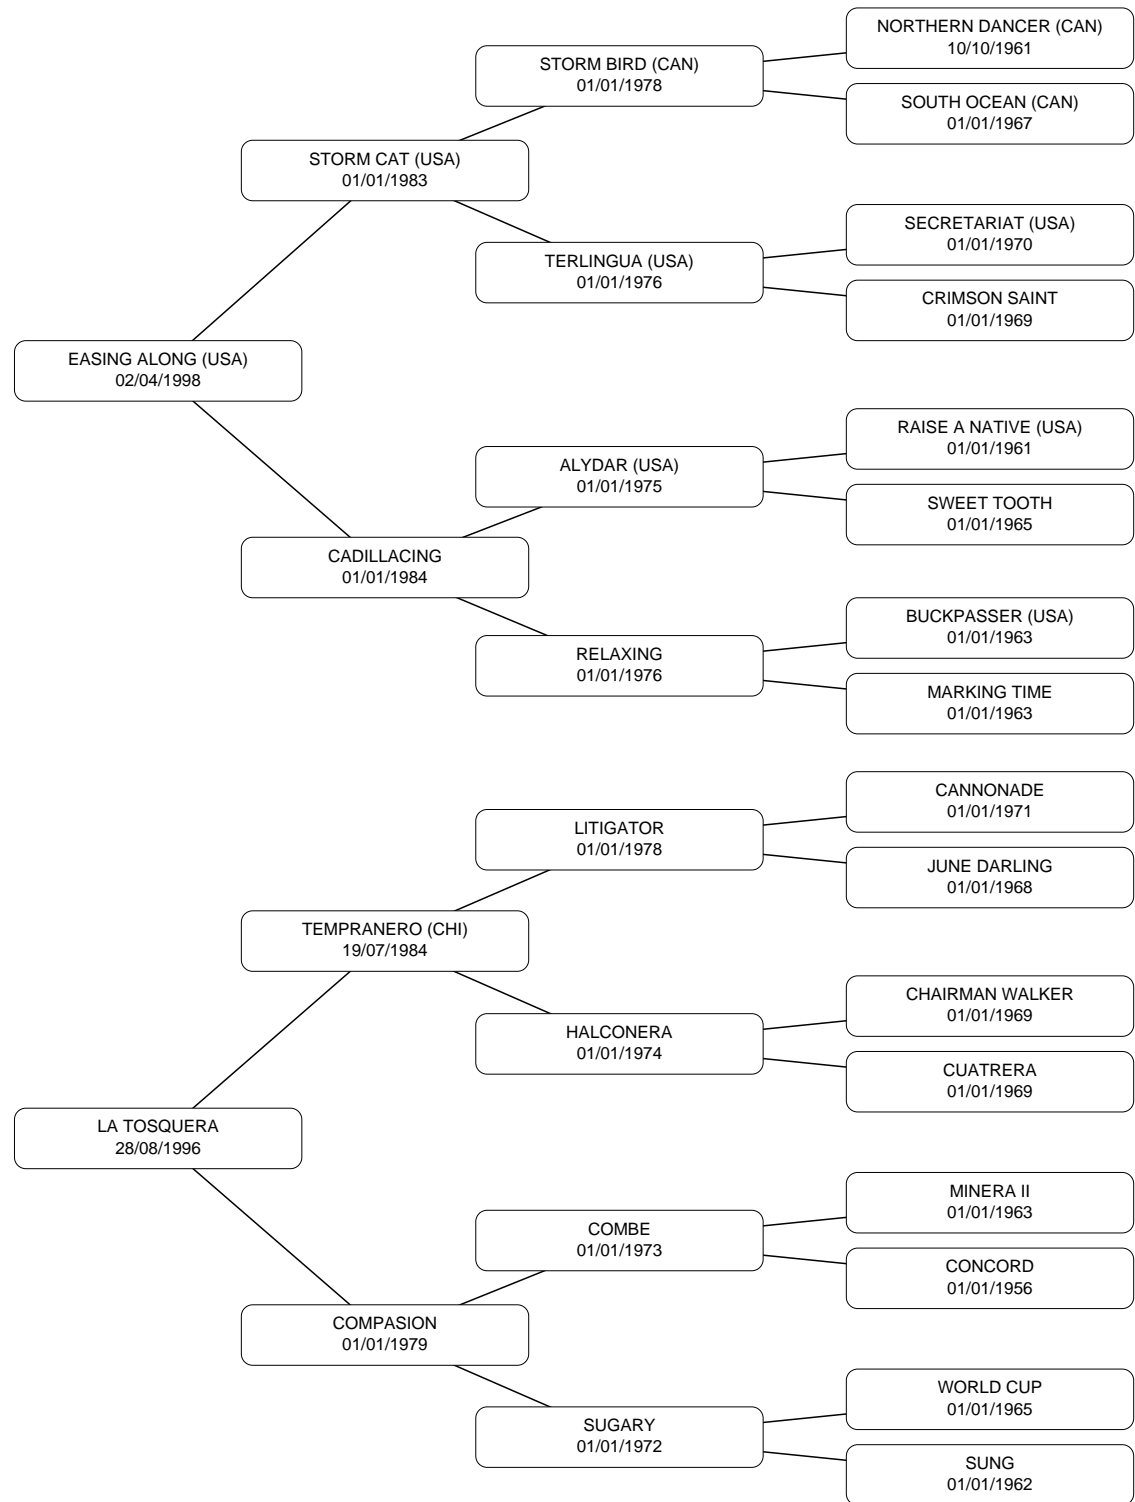 NORTHERN DANCER (CAN)
10/10/1961
STORM BIRD (CAN)
01/01/1978
SOUTH OCEAN (CAN)
01/01/1967
STORM CAT (USA)
01/01/1983
SECRETARIAT (USA)
01/01/1970
TERLINGUA (USA)
01/01/1976
CRIMSON SAINT
01/01/1969
EASING ALONG (USA)
02/04/1998
RAISE A NATIVE (USA)
01/01/1961
ALYDAR (USA)
01/01/1975
SWEET TOOTH
01/01/1965
CADILLACING
01/01/1984
BUCKPASSER (USA)
01/01/1963
RELAXING
01/01/1976
MARKING TIME
01/01/1963
CANNONADE
01/01/1971
LITIGATOR
01/01/1978
JUNE DARLING
01/01/1968
TEMPRANERO (CHI)
19/07/1984
CHAIRMAN WALKER
01/01/1969
HALCONERA
01/01/1974
CUATRERA
01/01/1969
LA TOSQUERA
28/08/1996
MINERA II
01/01/1963
COMBE
01/01/1973
CONCORD
01/01/1956
COMPASION
01/01/1979
WORLD CUP
01/01/1965
SUGARY
01/01/1972
SUNG
01/01/1962